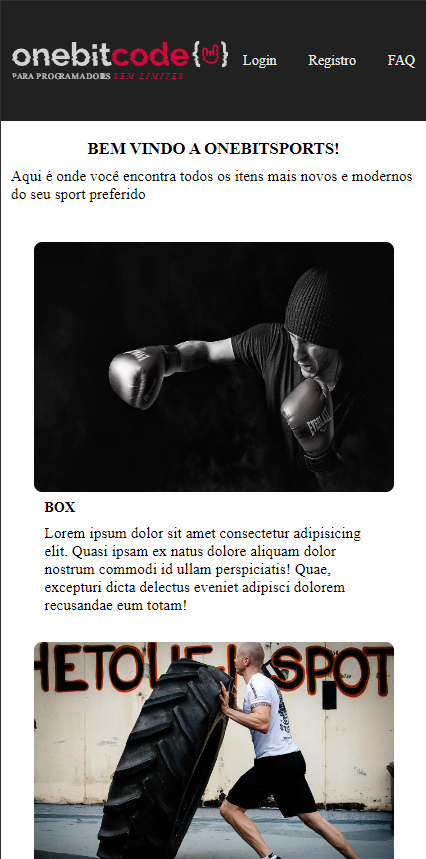 onebitcode
PARA PROGRAMADORES SEM LIMITES
Login Registro FAQ
BEM VINDO A ONEBITSPORTS!
Aqui é onde você encontra todos os itens mais novos e modernos
do seu sport preferido
EVERLAST
BOX
Lorem ipsum dolor sit amet consectetur adipisicing
elit. Quasi ipsam ex natus dolore aliquam dolor
nostrum commodi id ullam perspiciatis! Quae,
excepturi dicta delectus eveniet adipisci dolorem
recusandae eum totam!
SPOT